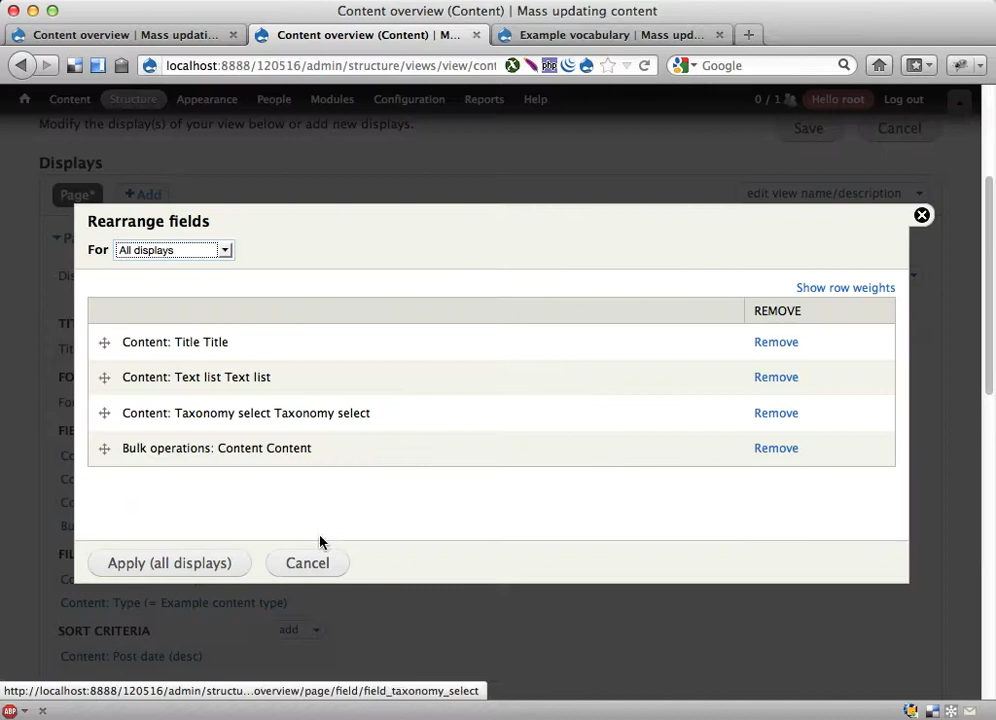 Content overview (Content) | Mass updating content
Content overview | Mass updati...
Content overview (Content) | M...
Example vocabulary | Mass upd...
localhost:8888/120516/admin/structure/views/view/cont
php
Google
Content Structure Appearance People Modules Configuration Reports Help 0 / 1 Hello root Log out
Modify the display(s) of your view below or add new displays.
Save Cancel
Displays
Page* Add edit view name/description
Rearrange fields
For All displays
Show row weights
REMOVE
Content: Title Title Remove
Content: Text list Text list Remove
Content: Taxonomy select Taxonomy select Remove
Bulk operations: Content Content Remove
Apply (all displays) Cancel
Content: Type (= Example content type)
SORT CRITERIA add
Content: Post date (desc)
http://localhost:8888/120516/admin/structu...overview/page/field/field_taxonomy_select
ABP